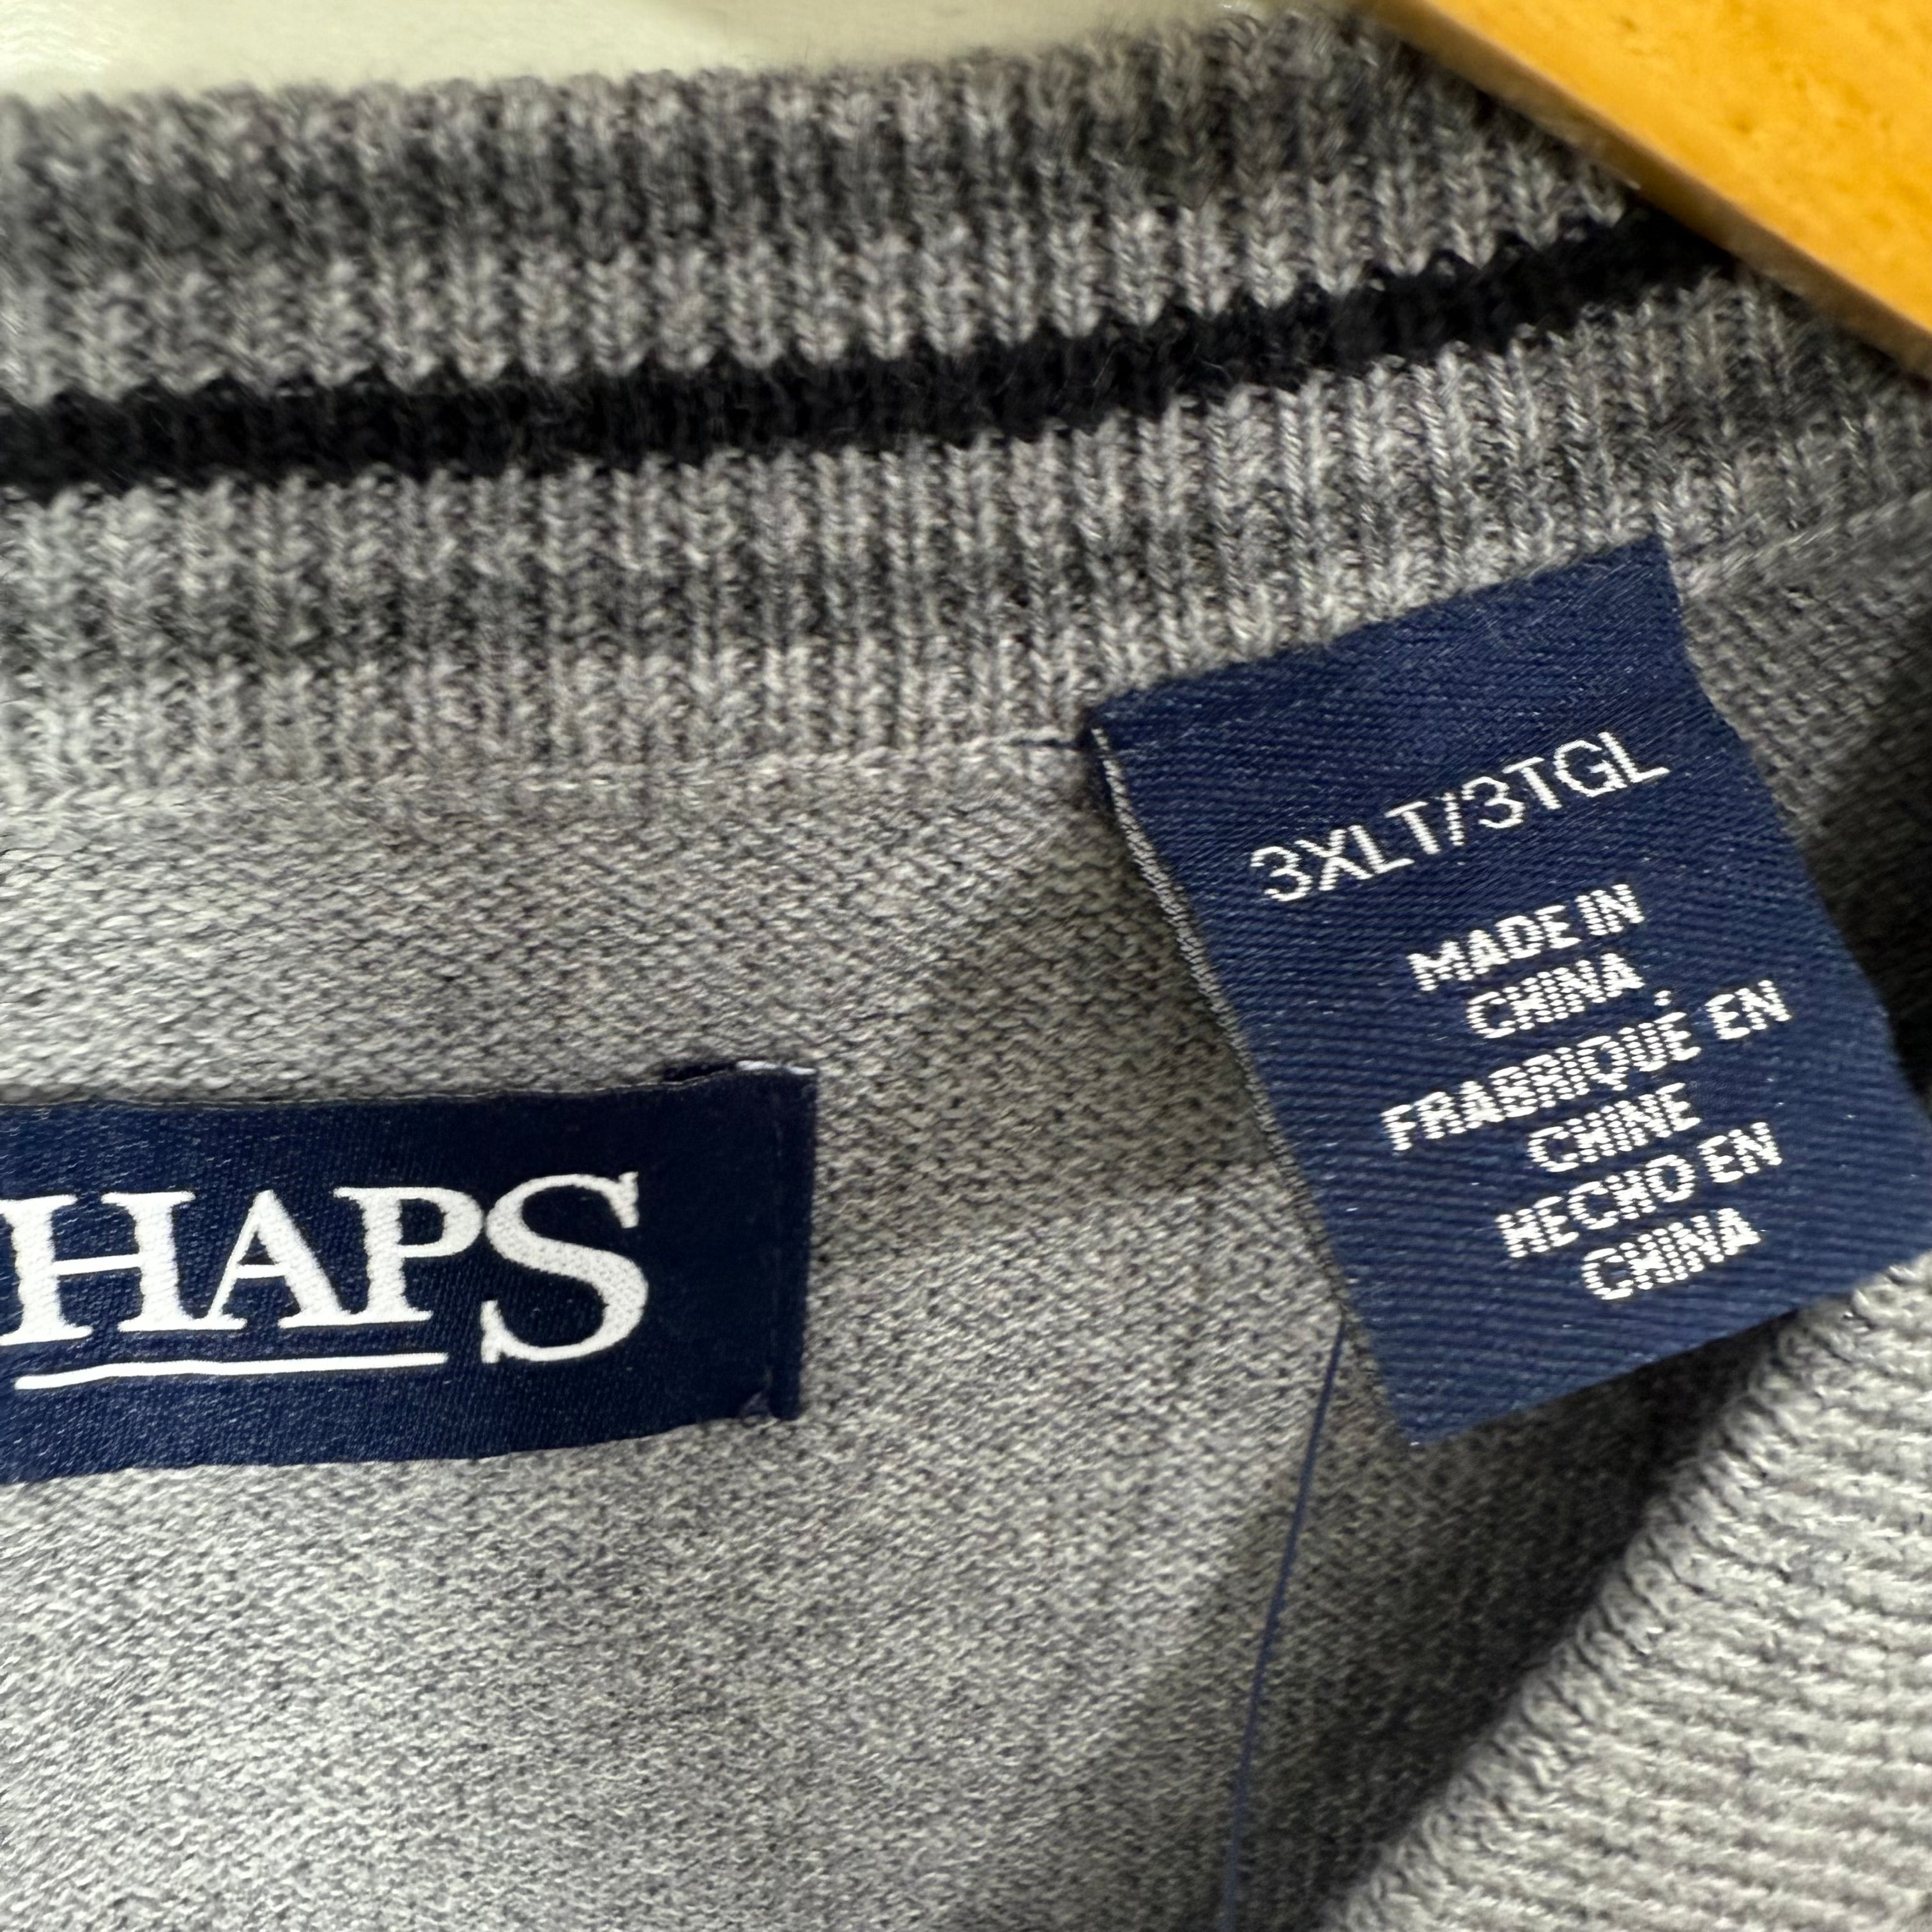 HAPS
3XLT/3TGL
MADE IN
CHINA
FRABRIQUÉ EN
CHINE
HECHO EN
CHINA